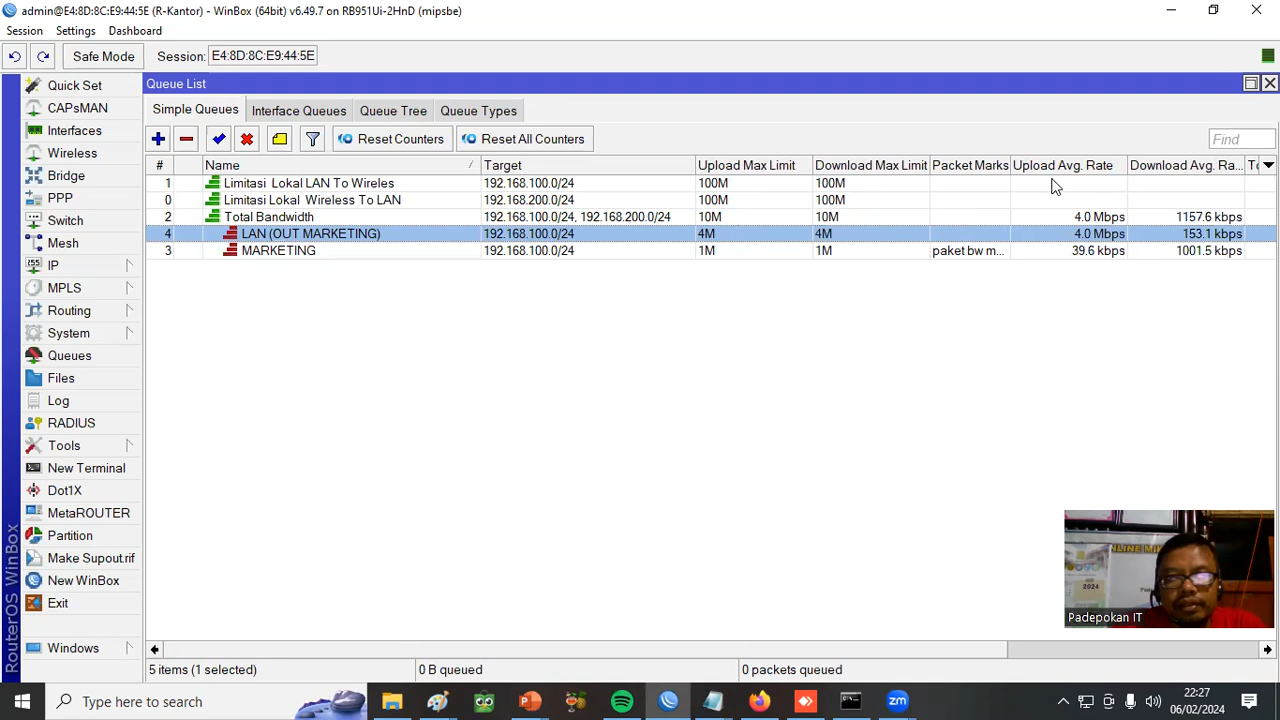 admin@E4:8D:8C:E9:44:5E (R-Kantor) - WinBox (64bit) v6.49.7 on RB951Ui-2HnD (mipsbe)
Session Settings Dashboard
Safe Mode Session: E4:8D:8C:E9:44:5E
Quick Set
CAPsMAN
Interfaces
Wireless
Bridge
PPP
Switch
Mesh
IP
MPLS
Routing
System
Queues
Files
Log
RADIUS
Tools
New Terminal
Dot1X
MetaROUTER
Partition
Make Supout.rif
New WinBox
Exit
Windows
RouterOS WinBox
Queue List
Simple Queues Interface Queues Queue Tree Queue Types
Reset Counters Reset All Counters Find
# Name / Target Upload Max Limit Download Max Limit Packet Marks Upload Avg. Rate Download Avg. Ra...
1 Limitasi Lokal LAN To Wireles 192.168.100.0/24 100M 100M
0 Limitasi Lokal Wireless To LAN 192.168.200.0/24 100M 100M
2 Total Bandwidth 192.168.100.0/24, 192.168.200.0/24 10M 10M 4.0 Mbps 1157.6 kbps
4 LAN (OUT MARKETING) 192.168.100.0/24 4M 4M 4.0 Mbps 153.1 kbps
3 MARKETING 192.168.100.0/24 1M 1M paket bw m... 39.6 kbps 1001.5 kbps
2024
Padepokan IT
5 items (1 selected) 0 B queued 0 packets queued
Type here to search
22:27
06/02/2024